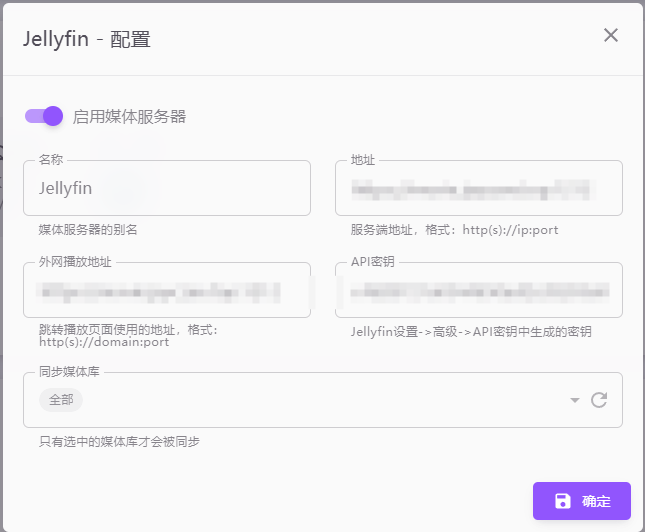 Jellyfin - 配置
启用媒体服务器
名称
Jellyfin
媒体服务器的别名
地址
服务端地址，格式：http(s)://ip:port
外网播放地址
跳转播放页面使用的地址，格式：
http(s)://domain:port
API密钥
Jellyfin设置->高级->API密钥中生成的密钥
同步媒体库
全部
只有选中的媒体库才会被同步
确定